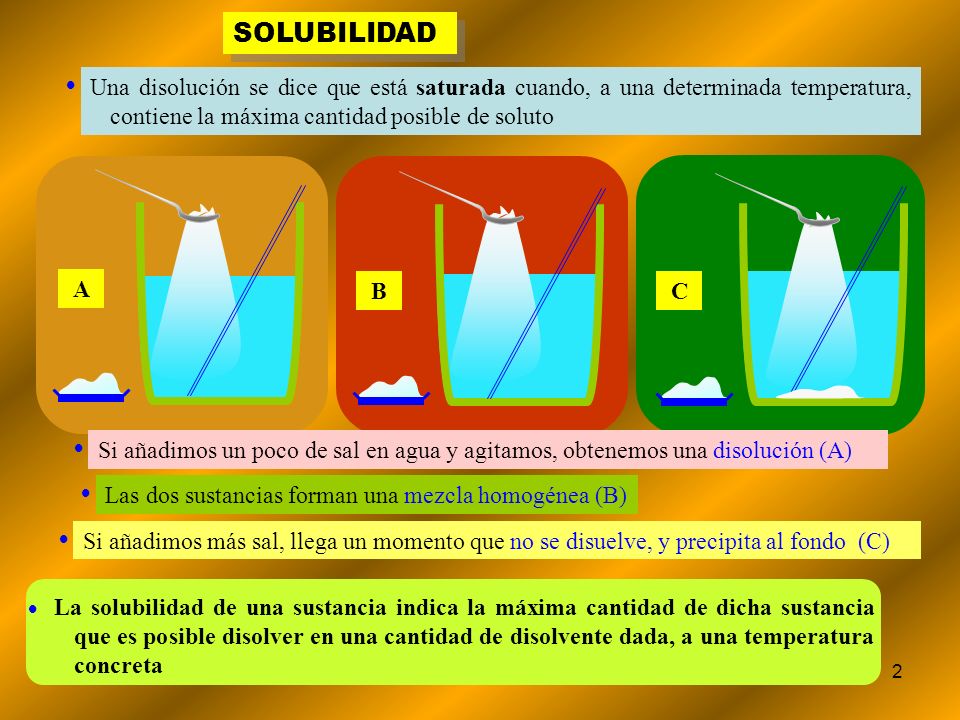 SOLUBILIDAD
• Una disolución se dice que está saturada cuando, a una determinada temperatura,
contiene la máxima cantidad posible de soluto
A
B
C
• Si añadimos un poco de sal en agua y agitamos, obtenemos una disolución (A)
• Las dos sustancias forman una mezcla homogénea (B)
• Si añadimos más sal, llega un momento que no se disuelve, y precipita al fondo (C)
• La solubilidad de una sustancia indica la máxima cantidad de dicha sustancia
que es posible disolver en una cantidad de disolvente dada, a una temperatura
concreta
2